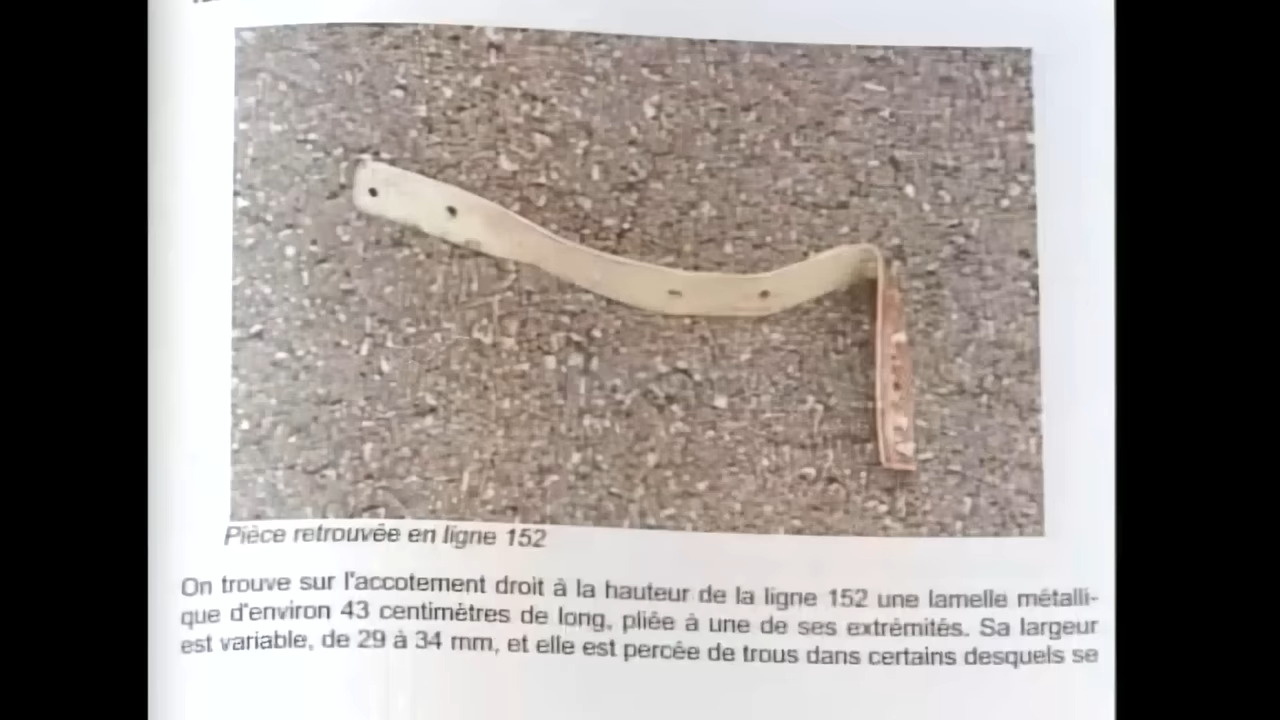 Pièce retrouvée en ligne 152
On trouve sur l'accotement droit à la hauteur de la ligne 152 une lamelle métalli-
que d'environ 43 centimètres de long, pliée à une de ses extrémités. Sa largeur
est variable, de 29 à 34 mm, et elle est percée de trous dans certains desquels se